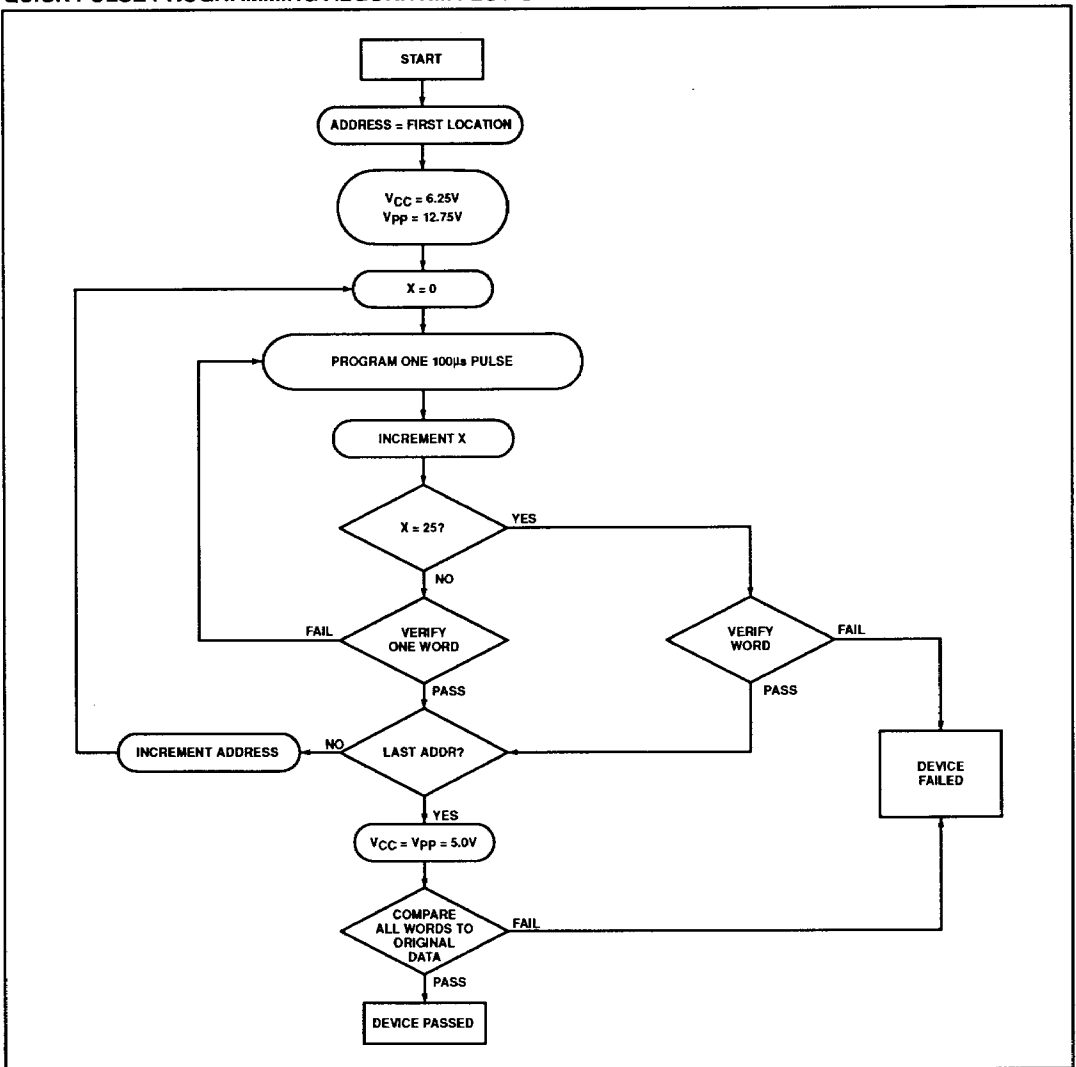 START
ADDRESS = FIRST LOCATION
VCC = 6.25V
VPP = 12.75V
X = 0
PROGRAM ONE 100µs PULSE
INCREMENT X
X = 25?
YES
NO
FAIL
VERIFY
ONE WORD
VERIFY
WORD
FAIL
PASS
PASS
INCREMENT ADDRESS
NO
LAST ADDR?
DEVICE
FAILED
YES
VCC = VPP = 5.0V
COMPARE
ALL WORDS TO
ORIGINAL
DATA
FAIL
PASS
DEVICE PASSED